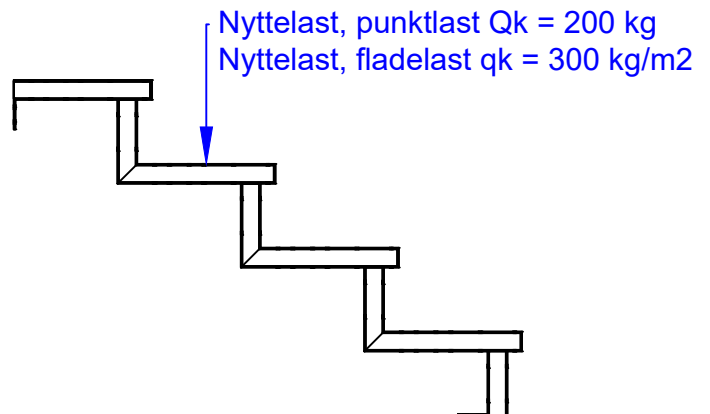 Nyttelast, punktlast Qk = 200 kg
Nyttelast, fladelast qk = 300 kg/m2